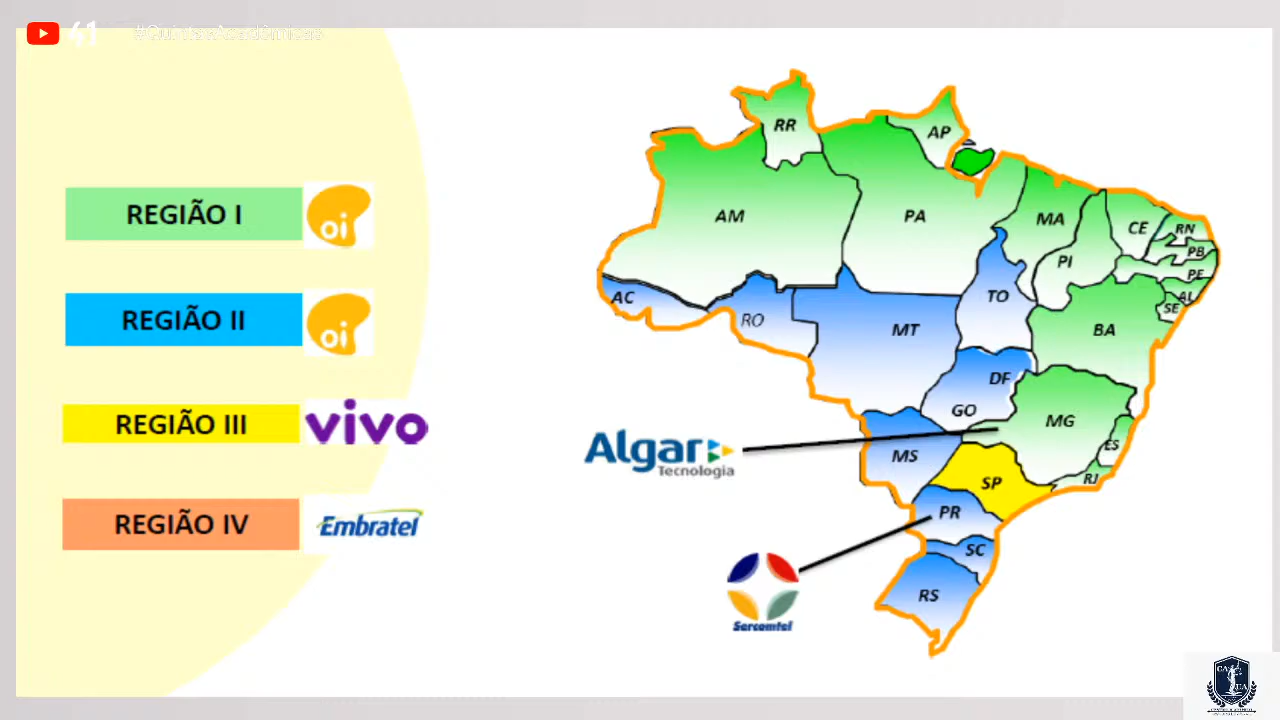 #QuintasAcadêmicas
REGIÃO I
oi
REGIÃO II
oi
REGIÃO III
vivo
REGIÃO IV
Embratel
RR
AP
AM
PA
MA
CE
RN
PB
PI
PE
AL
SE
AC
RO
TO
MT
BA
DF
GO
MG
ES
MS
SP
RJ
PR
SC
RS
Algar
Tecnologia
Sercomtel